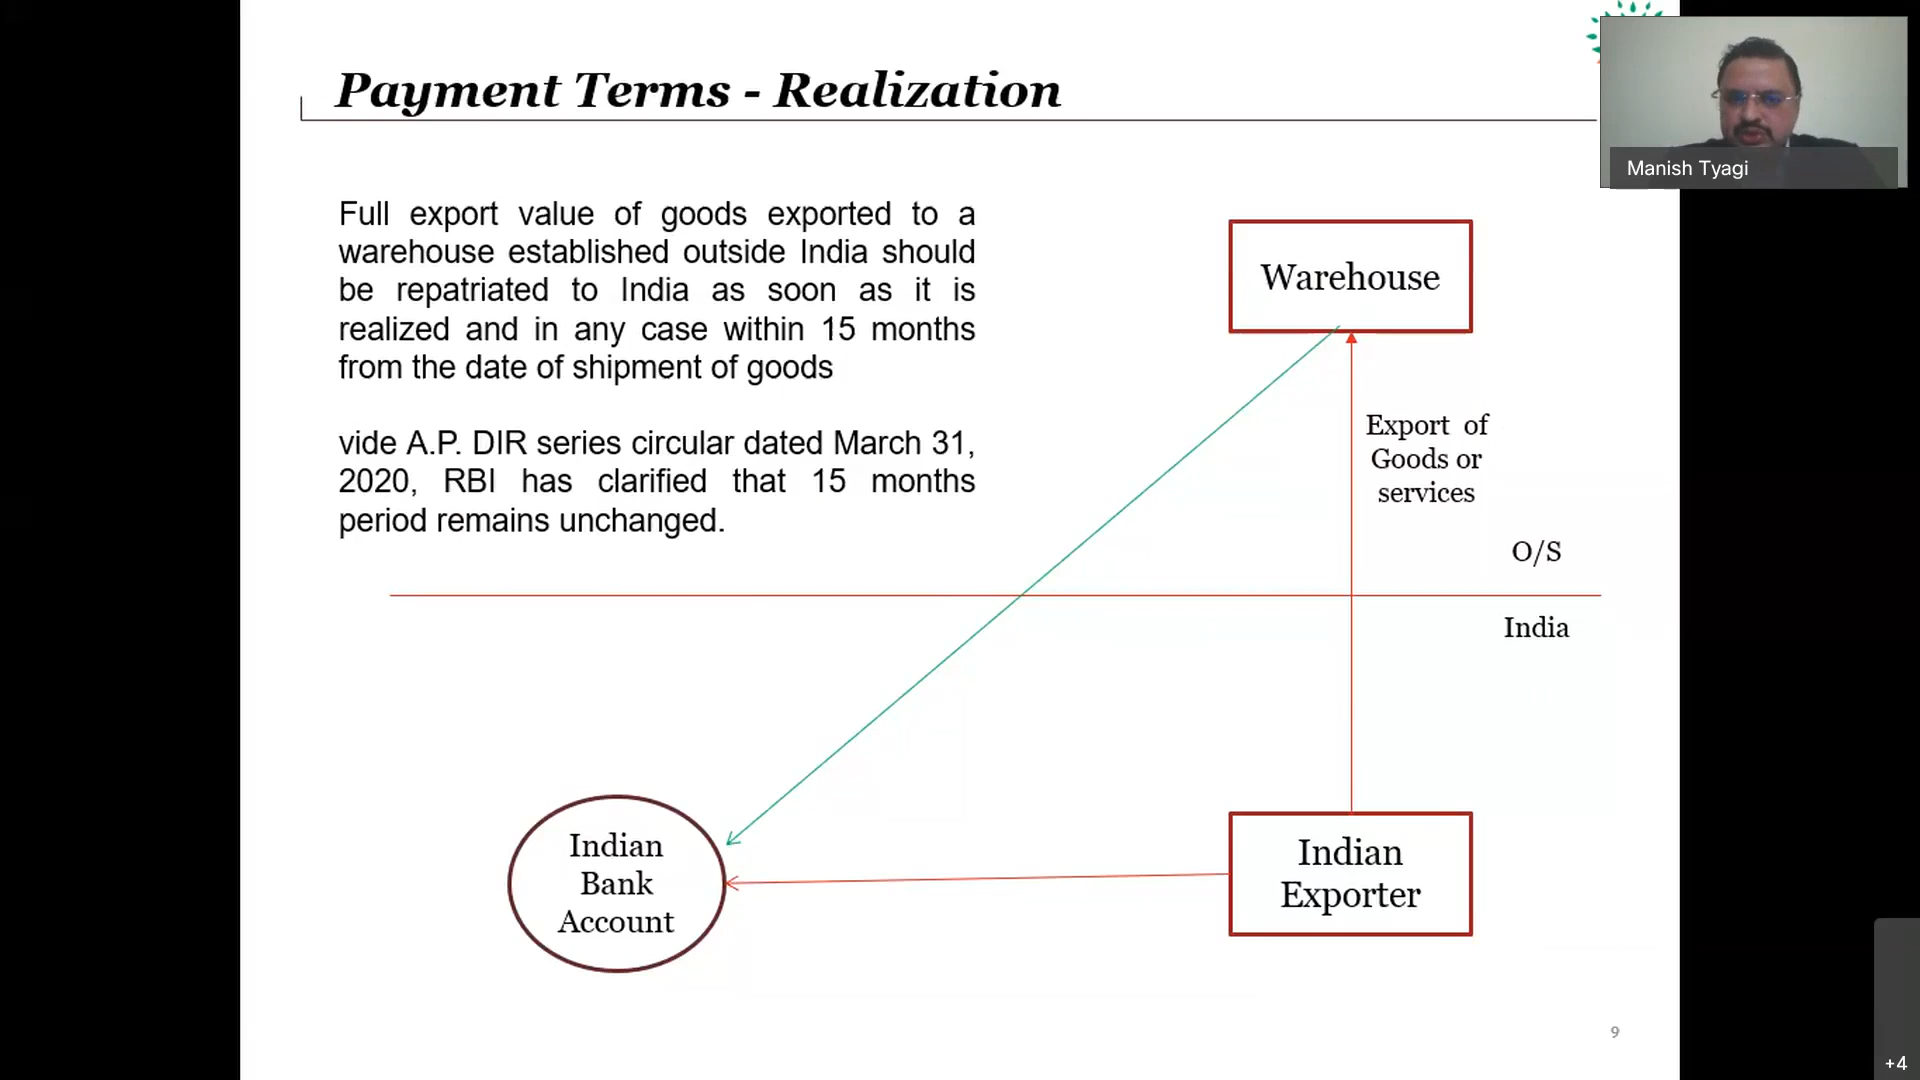 Payment Terms - Realization
Manish Tyagi
Full export value of goods exported to a
warehouse established outside India should
be repatriated to India as soon as it is
realized and in any case within 15 months
from the date of shipment of goods
vide A.P. DIR series circular dated March 31,
2020, RBI has clarified that 15 months
period remains unchanged.
Warehouse
Export of
Goods or
services
O/S
India
Indian
Bank
Account
Indian
Exporter
9
+4